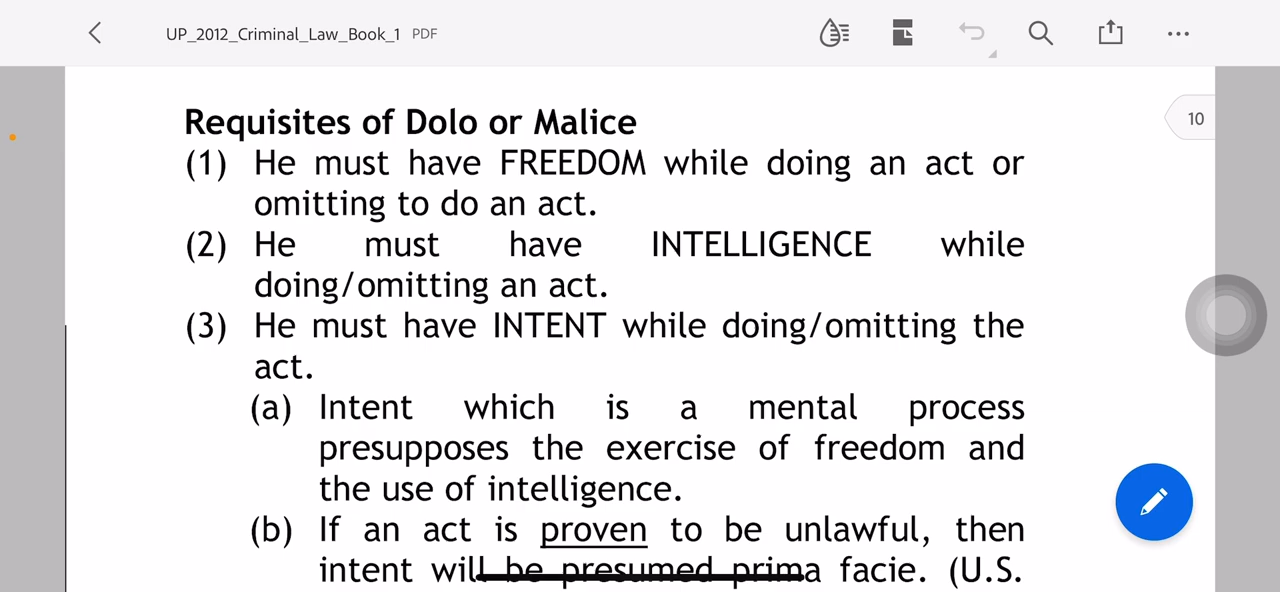 UP_2012_Criminal_Law_Book_1 PDF
10
Requisites of Dolo or Malice
(1) He must have FREEDOM while doing an act or
omitting to do an act.
(2) He must have INTELLIGENCE while
doing/omitting an act.
(3) He must have INTENT while doing/omitting the
act.
(a) Intent which is a mental process
presupposes the exercise of freedom and
the use of intelligence.
(b) If an act is proven to be unlawful, then
intent will be presumed prima facie. (U.S.